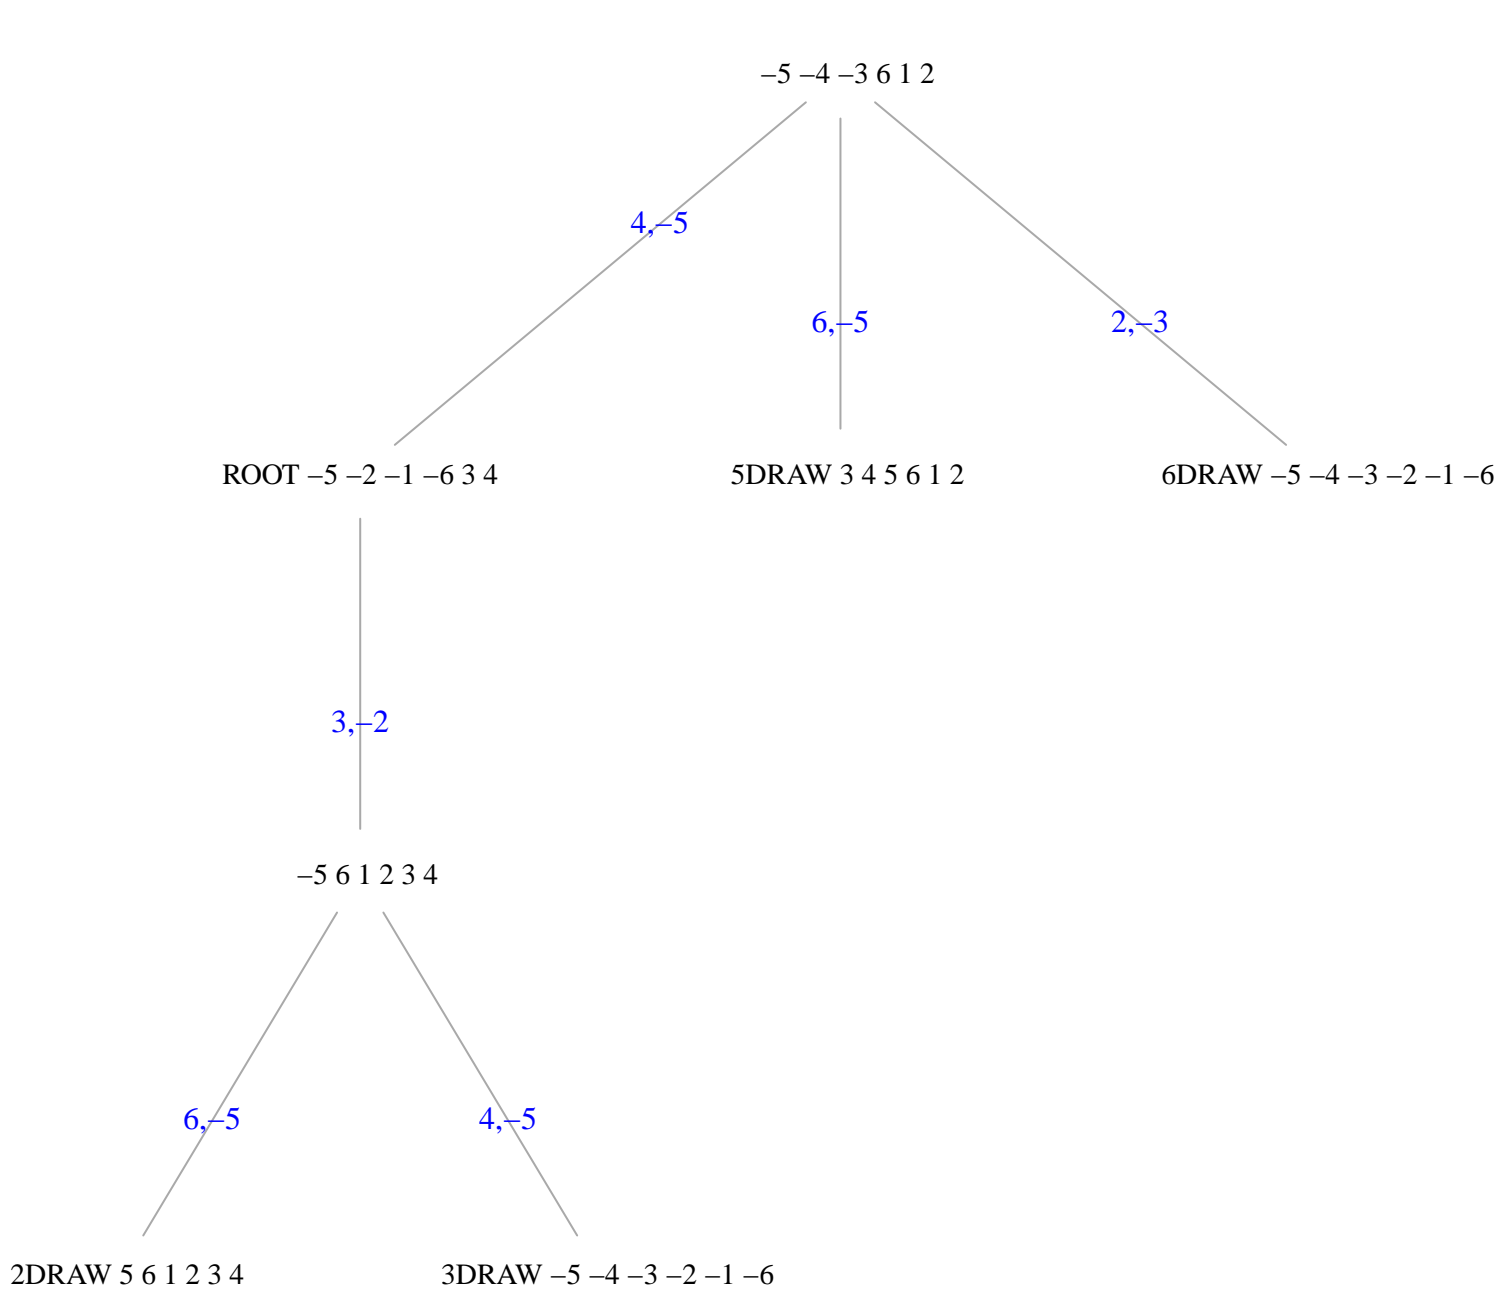 –5 –4 –3 6 1 2
4,–5
6,–5
2,–3
ROOT –5 –2 –1 –6 3 4
5DRAW 3 4 5 6 1 2
6DRAW –5 –4 –3 –2 –1 –6
3,–2
–5 6 1 2 3 4
6,–5
4,–5
2DRAW 5 6 1 2 3 4
3DRAW –5 –4 –3 –2 –1 –6